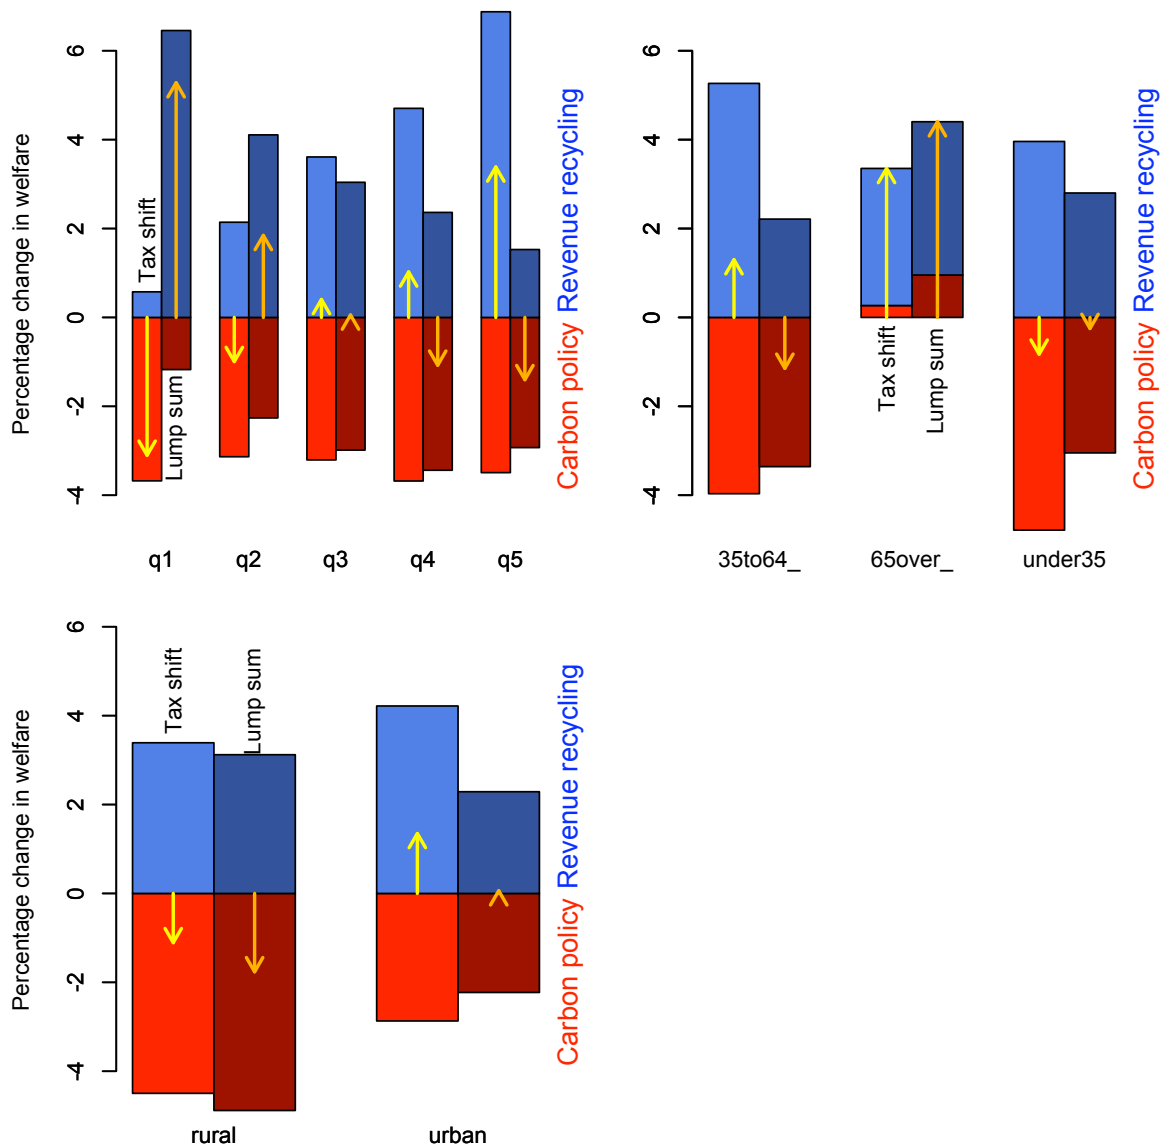 Percentage change in welfare
6
4
2
0
-2
-4
Tax shift
Lump sum
q1
q2
q3
q4
q5
Carbon policy Revenue recycling
6
4
2
0
-2
-4
Tax shift
Lump sum
35to64_
65over_
under35
Carbon policy Revenue recycling
Percentage change in welfare
6
4
2
0
-2
-4
Tax shift
Lump sum
rural
urban
Carbon policy Revenue recycling